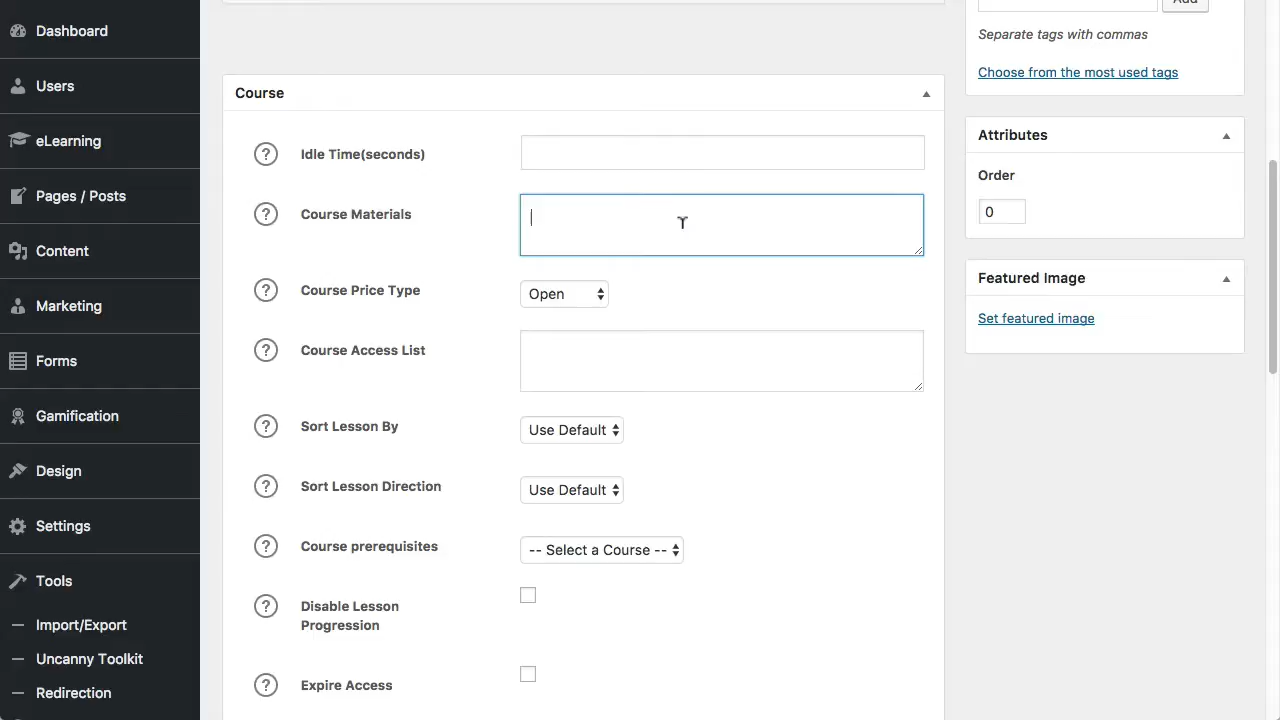 Dashboard
Users
eLearning
Pages / Posts
Content
Marketing
Forms
Gamification
Design
Settings
Tools
Import/Export
Uncanny Toolkit
Redirection
Course
? Idle Time(seconds)
? Course Materials
? Course Price Type Open
? Course Access List
? Sort Lesson By Use Default
? Sort Lesson Direction Use Default
? Course prerequisites -- Select a Course --
? Disable Lesson
Progression
? Expire Access
Add
Separate tags with commas
Choose from the most used tags
Attributes
Order
0
Featured Image
Set featured image